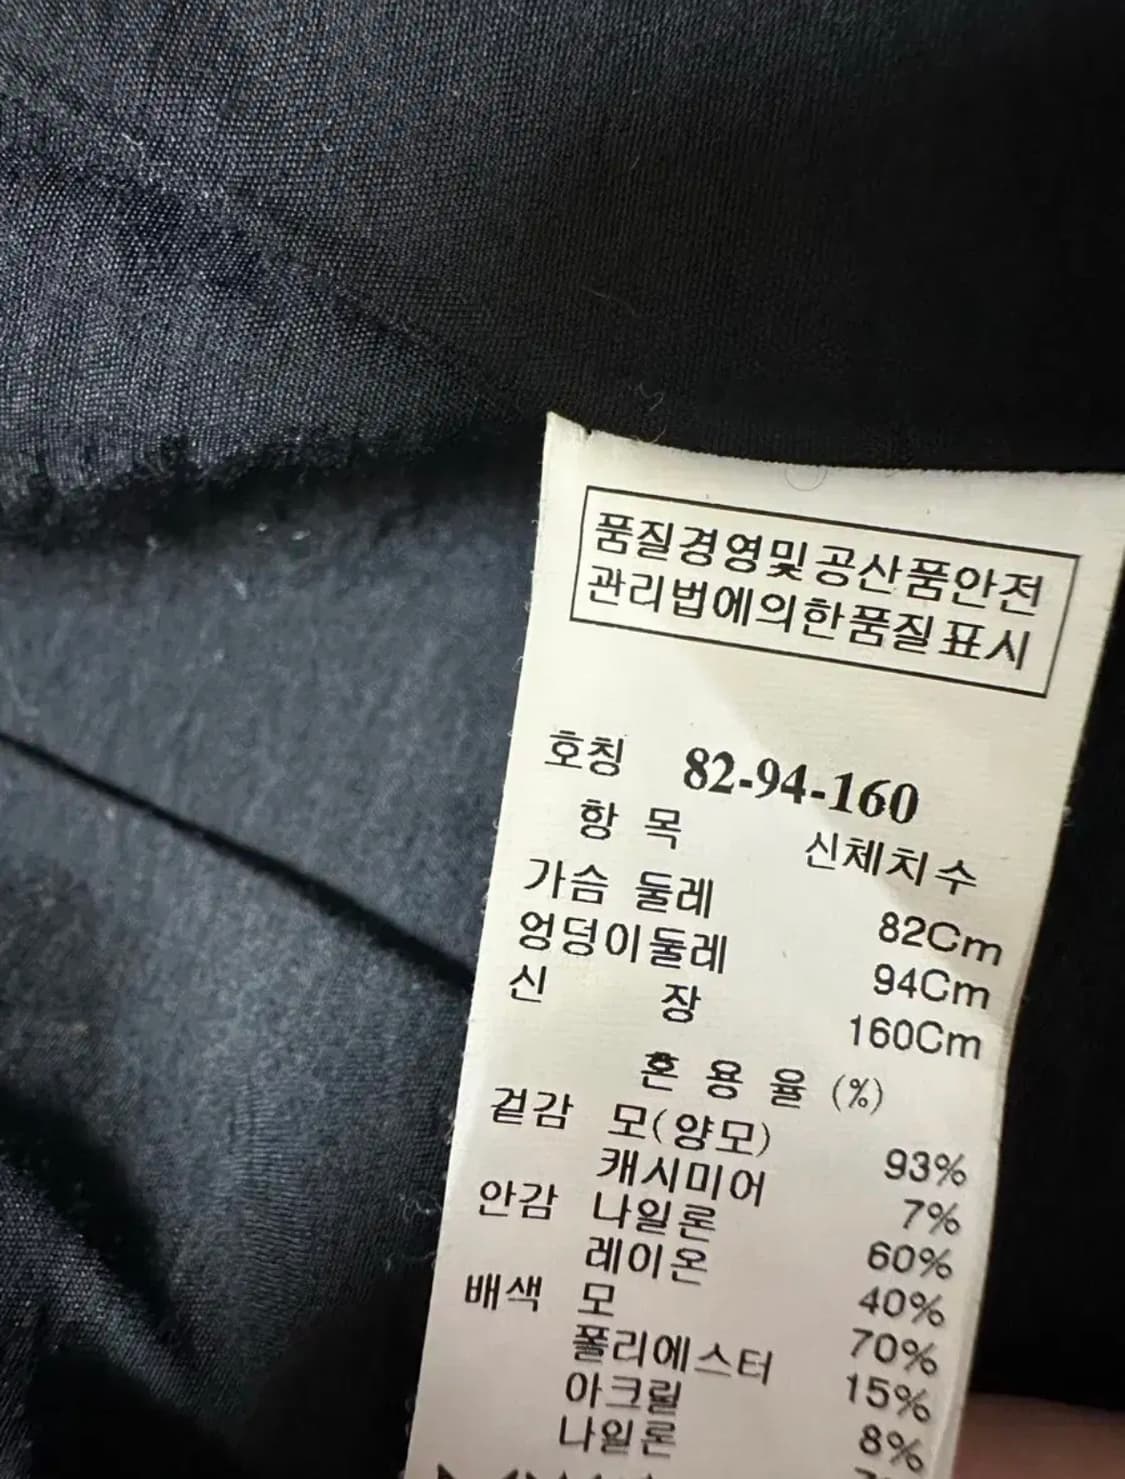 품질경영및공산품안전
관리법에의한품질표시
호칭 82-94-160
항 목 신체치수
가슴 둘레 82Cm
엉덩이둘레 94Cm
신 장 160Cm
혼 용 율 (%)
겉감 모(양모) 93%
캐시미어 7%
안감 나일론 60%
레이온 40%
배색 모 70%
폴리에스터 15%
아크릴 8%
나일론